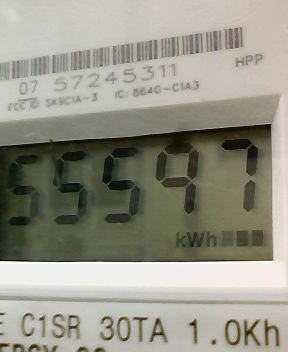 07 57245311
HPP
FCC ID: SK9C1A-3 IC: 864G-C1A3
55597
kWh
E C1SR 30TA 1.0Kh